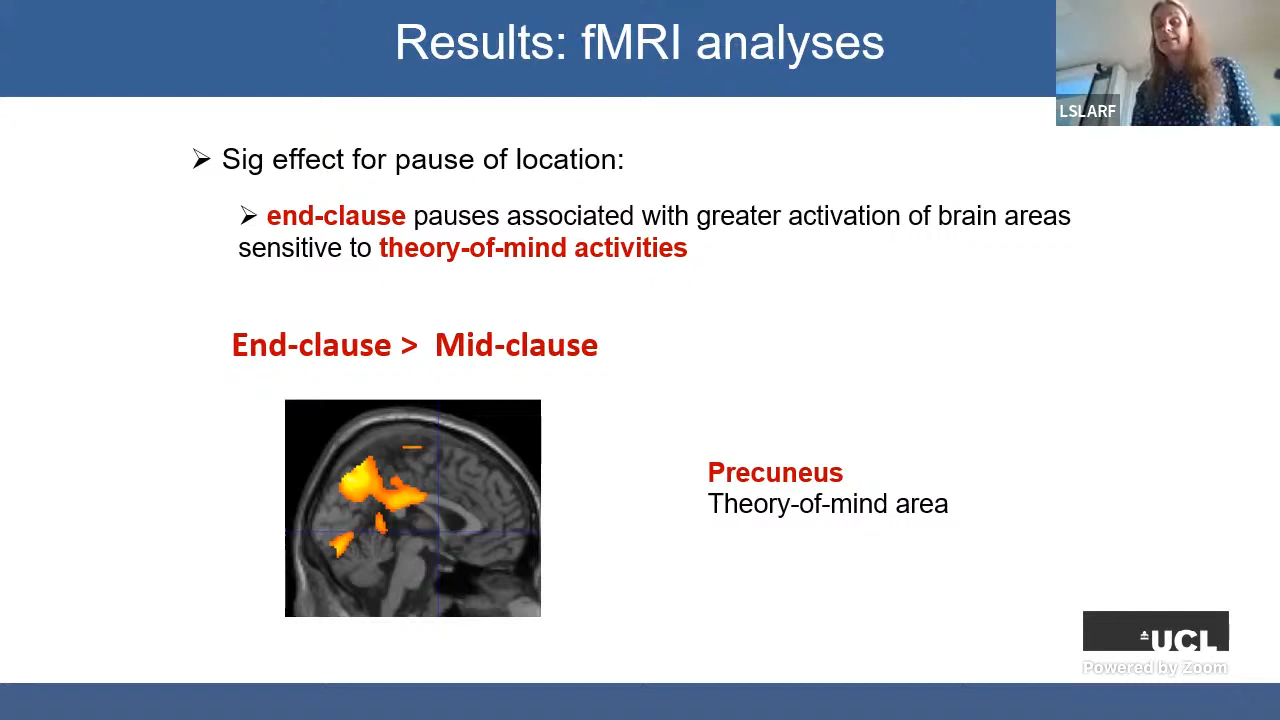 Results: fMRI analyses
LSLARF
➢ Sig effect for pause of location:
➢ end-clause pauses associated with greater activation of brain areas
sensitive to theory-of-mind activities
End-clause > Mid-clause
Precuneus
Theory-of-mind area
UCL
Powered by Zoom